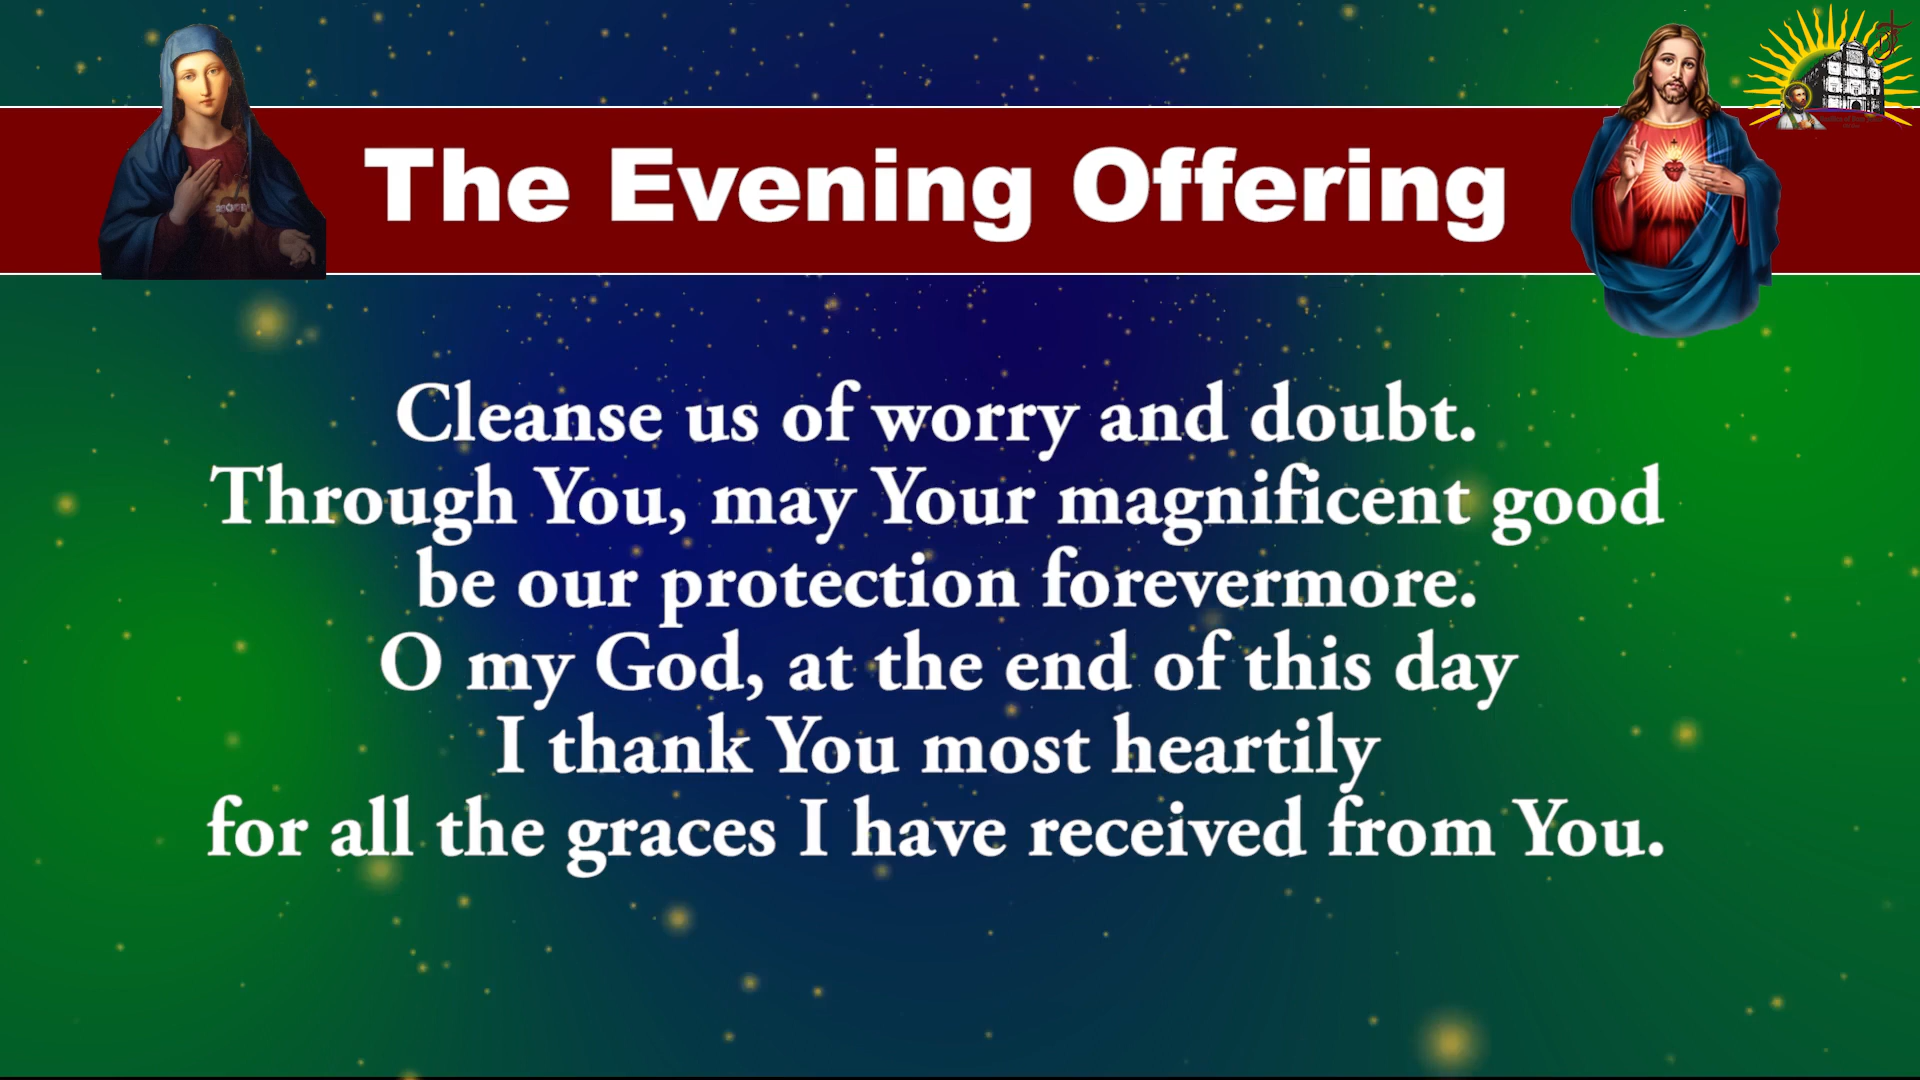 The Evening Offering
Cleanse us of worry and doubt.
Through You, may Your magnificent good
be our protection forevermore.
O my God, at the end of this day
I thank You most heartily
for all the graces I have received from You.